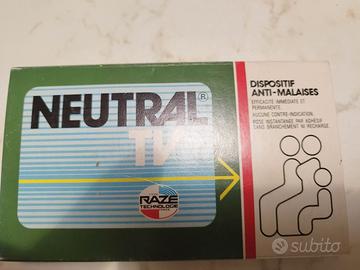 NEUTRAL®
TV
RAZE
TECHNOLOGIE
DISPOSITIF
ANTI-MALAISES
EFFICACITÉ IMMÉDIATE ET
PERMANENTE.
AUCUNE CONTRE-INDICATION.
POSE INSTANTANÉE PAR ADHÉSIF
SANS BRANCHEMENT NI RECHARGE.
subito